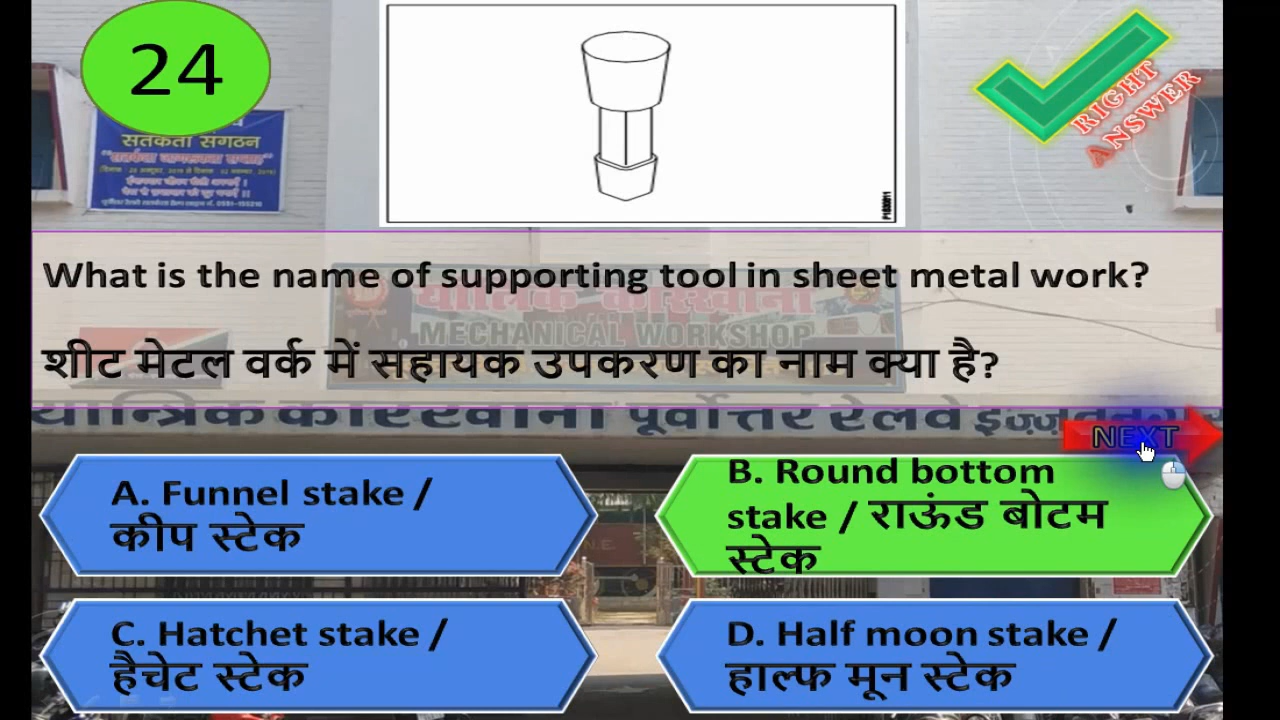 24
सतर्कता संगठन
RIGHT
ANSWER
What is the name of supporting tool in sheet metal work?
यांत्रिक कारखाना
MECHANICAL WORKSHOP
शीट मेटल वर्क में सहायक उपकरण का नाम क्या है?
यान्त्रिक कारखाना पूर्वोत्तर रेलवे
NEXT
A. Funnel stake /
कीप स्टेक
B. Round bottom
stake / राऊंड बोटम
स्टेक
C. Hatchet stake /
हैचेट स्टेक
D. Half moon stake /
हाल्फ मून स्टेक